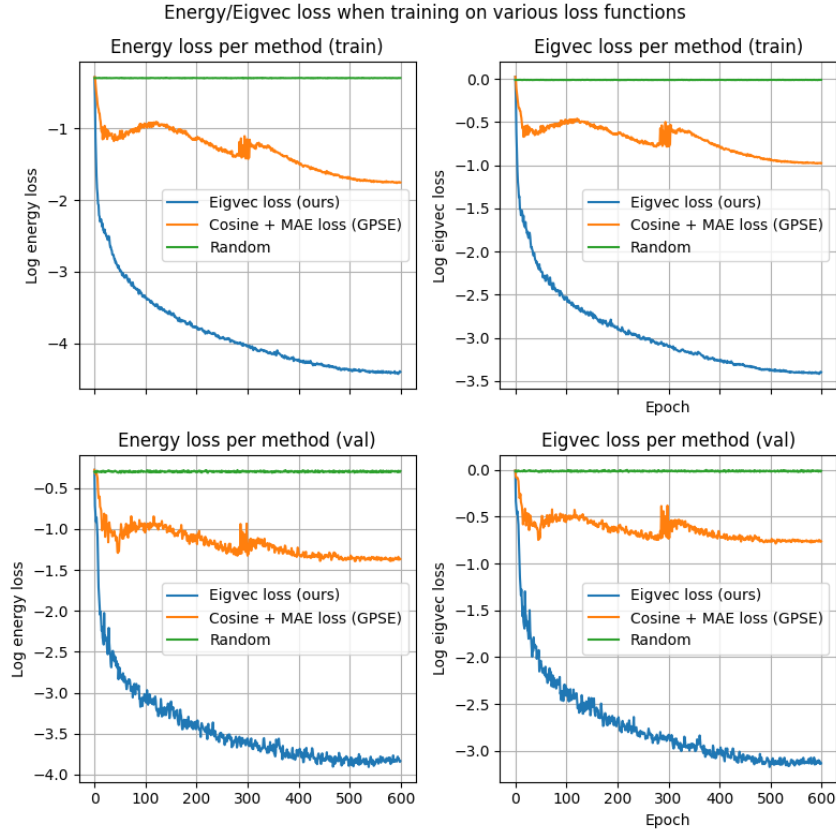 Energy/Eigvec loss when training on various loss functions
Energy loss per method (train)
Log energy loss
−1
−2
−3
−4
Eigvec loss (ours)
Cosine + MAE loss (GPSE)
Random
Eigvec loss per method (train)
Log eigvec loss
0.0
−0.5
−1.0
−1.5
−2.0
−2.5
−3.0
−3.5
Eigvec loss (ours)
Cosine + MAE loss (GPSE)
Random
Epoch
Energy loss per method (val)
Log energy loss
−0.5
−1.0
−1.5
−2.0
−2.5
−3.0
−3.5
−4.0
Eigvec loss (ours)
Cosine + MAE loss (GPSE)
Random
0 100 200 300 400 500 600
Eigvec loss per method (val)
Log eigvec loss
0.0
−0.5
−1.0
−1.5
−2.0
−2.5
−3.0
Eigvec loss (ours)
Cosine + MAE loss (GPSE)
Random
0 100 200 300 400 500 600
Epoch